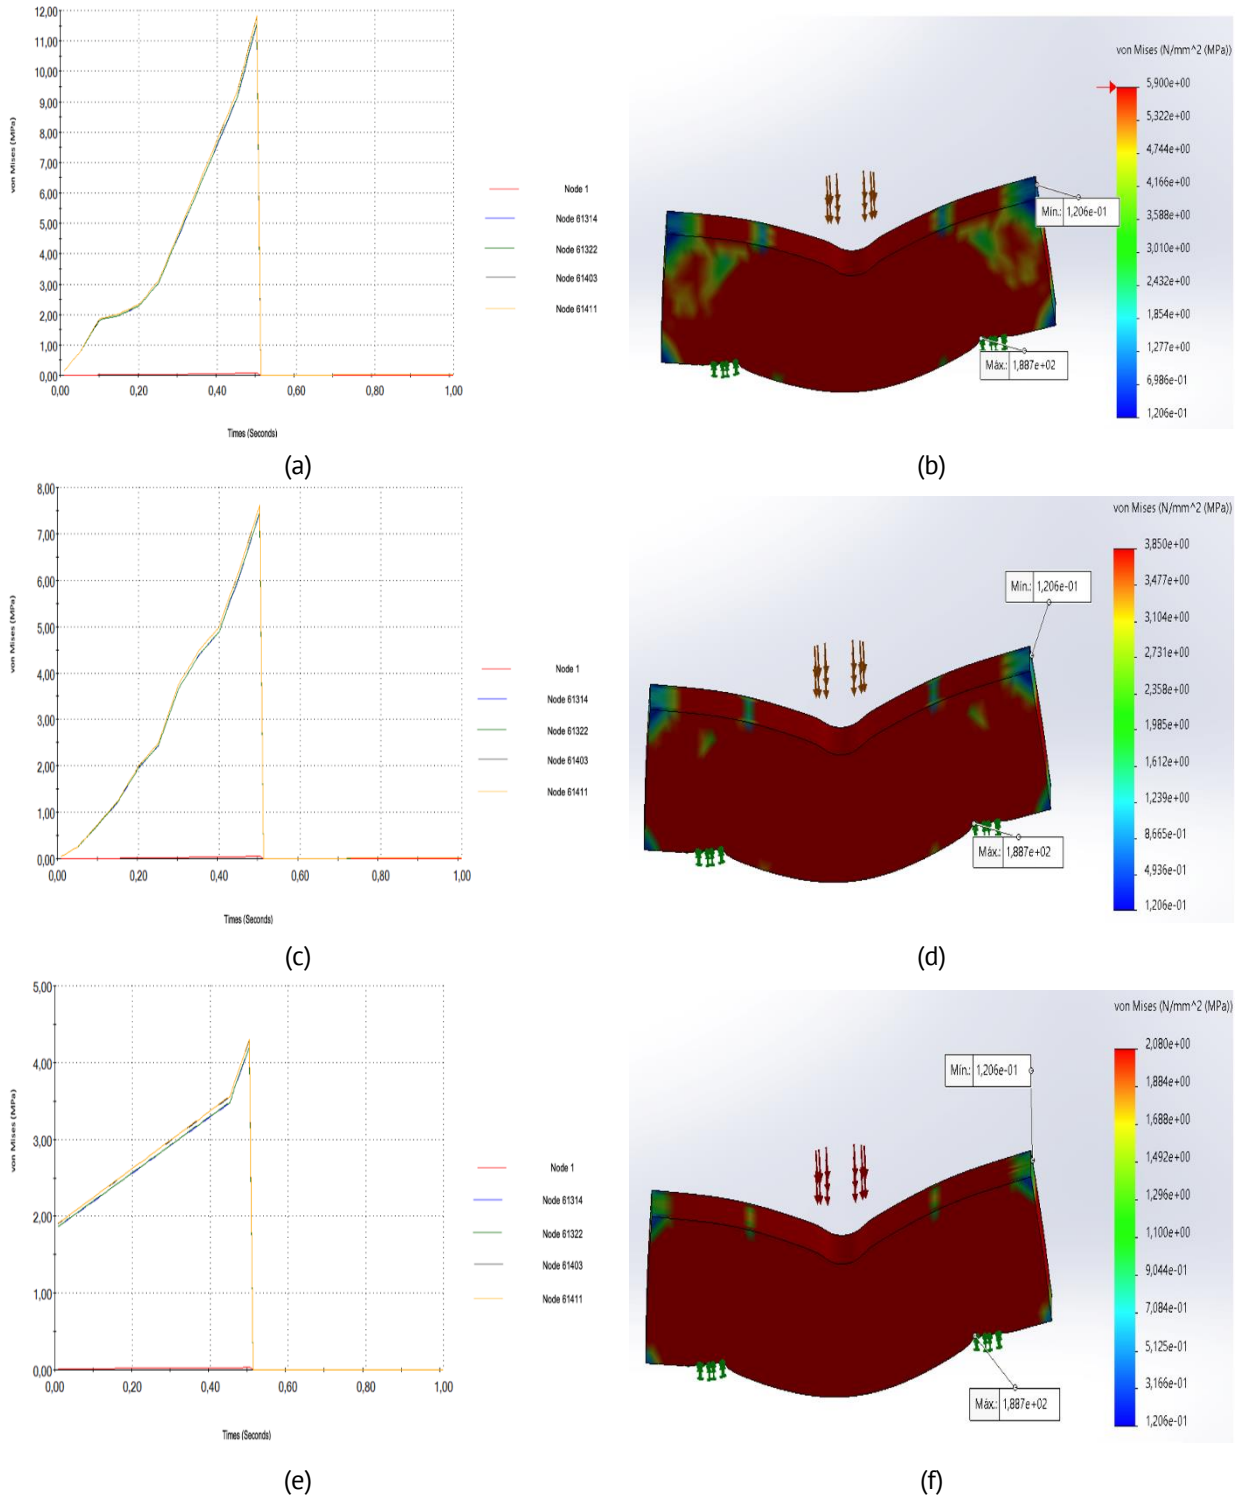 12,00
11,00
10,00
9,00
8,00
7,00
6,00
5,00
4,00
3,00
2,00
1,00
0,00
von Mises (MPa)
0,00 0,20 0,40 0,60 0,80 1,00
Times (Seconds)
Node 1
Node 61314
Node 61322
Node 61403
Node 61411
(a)
von Mises (N/mm^2 (MPa))
5,900e+00
5,322e+00
4,744e+00
4,166e+00
3,588e+00
3,010e+00
2,432e+00
1,854e+00
1,277e+00
6,986e-01
1,206e-01
Mín.: 1,206e-01
Máx.: 1,887e+02
(b)
8,00
7,00
6,00
5,00
4,00
3,00
2,00
1,00
0,00
von Mises (MPa)
0,00 0,20 0,40 0,60 0,80 1,00
Times (Seconds)
Node 1
Node 61314
Node 61322
Node 61403
Node 61411
(c)
von Mises (N/mm^2 (MPa))
3,850e+00
3,477e+00
3,104e+00
2,731e+00
2,358e+00
1,985e+00
1,612e+00
1,239e+00
8,665e-01
4,936e-01
1,206e-01
Mín.: 1,206e-01
Máx.: 1,887e+02
(d)
5,00
4,00
3,00
2,00
1,00
0,00
von Mises (MPa)
0,00 0,20 0,40 0,60 0,80 1,00
Times (Seconds)
Node 1
Node 61314
Node 61322
Node 61403
Node 61411
(e)
von Mises (N/mm^2 (MPa))
2,080e+00
1,884e+00
1,688e+00
1,492e+00
1,296e+00
1,100e+00
9,044e-01
7,084e-01
5,125e-01
3,166e-01
1,206e-01
Mín.: 1,206e-01
Máx.: 1,887e+02
(f)